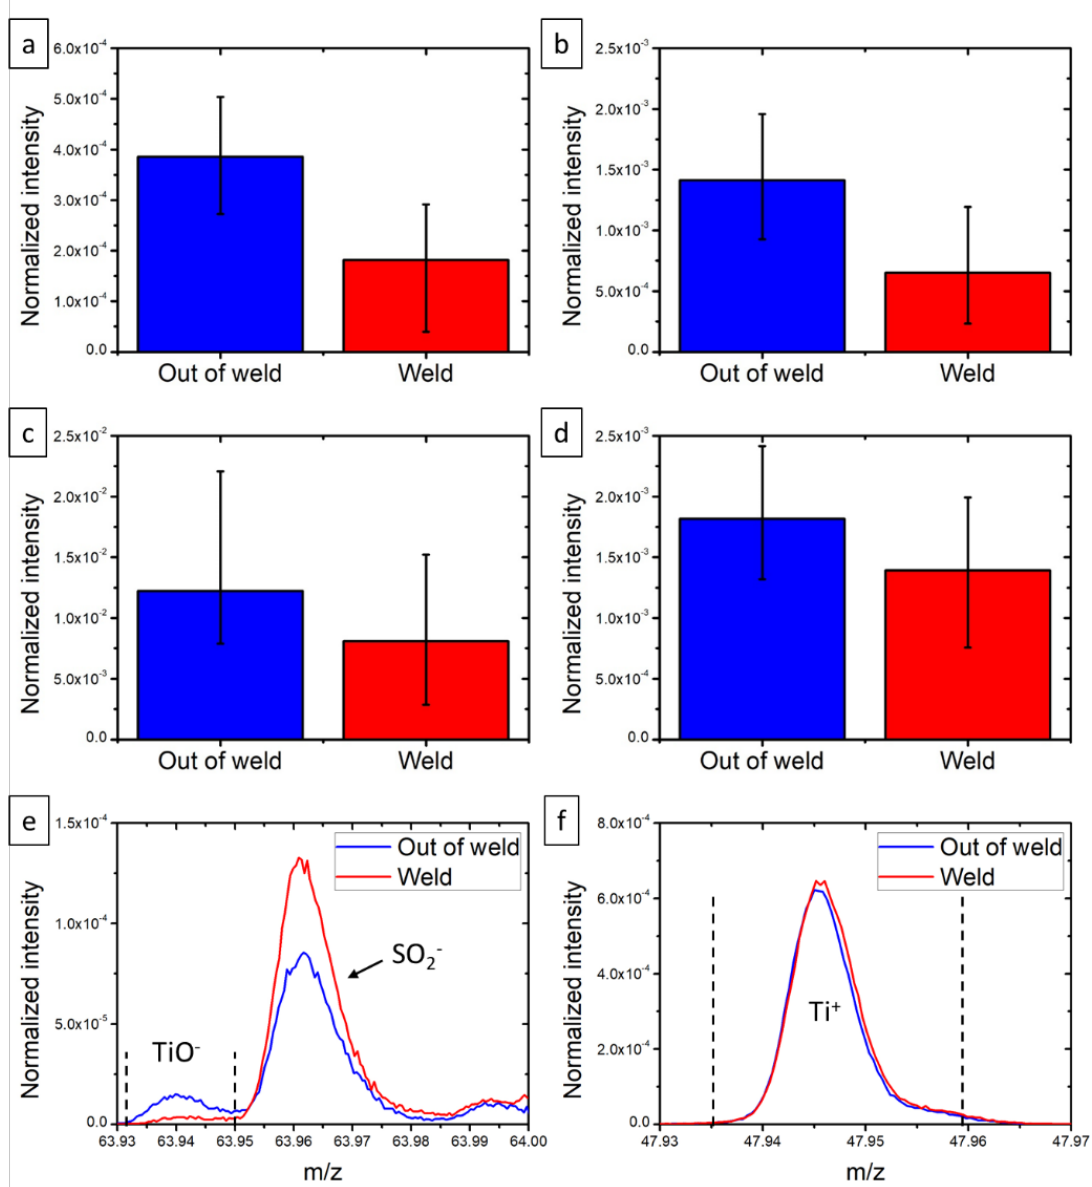 a
b
Normalized intensity
6.0x10⁻⁴
5.0x10⁻⁴
4.0x10⁻⁴
3.0x10⁻⁴
2.0x10⁻⁴
1.0x10⁻⁴
0.0
Out of weld
Weld
Normalized intensity
2.5x10⁻³
2.0x10⁻³
1.5x10⁻³
1.0x10⁻³
5.0x10⁻⁴
0.0
Out of weld
Weld
c
d
Normalized intensity
2.5x10⁻²
2.0x10⁻²
1.5x10⁻²
1.0x10⁻²
5.0x10⁻³
0.0
Out of weld
Weld
Normalized intensity
2.5x10⁻³
2.0x10⁻³
1.5x10⁻³
1.0x10⁻³
5.0x10⁻⁴
0.0
Out of weld
Weld
e
f
Normalized intensity
1.5x10⁻⁴
1.0x10⁻⁴
5.0x10⁻⁵
0.0
Out of weld
Weld
SO₂⁻
TiO⁻
63.93 63.94 63.95 63.96 63.97 63.98 63.99 64.00
m/z
Normalized intensity
8.0x10⁻⁴
6.0x10⁻⁴
4.0x10⁻⁴
2.0x10⁻⁴
0.0
Out of weld
Weld
Ti⁺
47.93 47.94 47.95 47.96 47.97
m/z